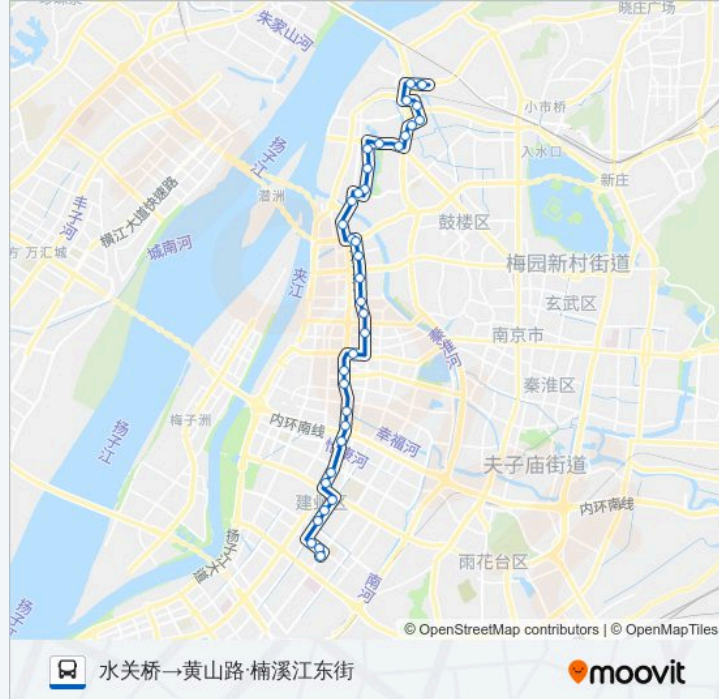 朱家山河
晓庄广场
小市桥
扬子江
入水口
新庄
潜洲
横江大道快速路
丰子河
鼓楼区
城南河
万汇城
夹江
梅园新村街道
玄武区
南京市
秦淮河
秦淮区
梅子洲
内环南线
扬子江
幸福河
夫子庙街道
内环南线
扬子江大道
雨花台区
南河
扬子江
© OpenStreetMap contributors | © OpenMapTiles
水关桥→黄山路·楠溪江东街
moovit